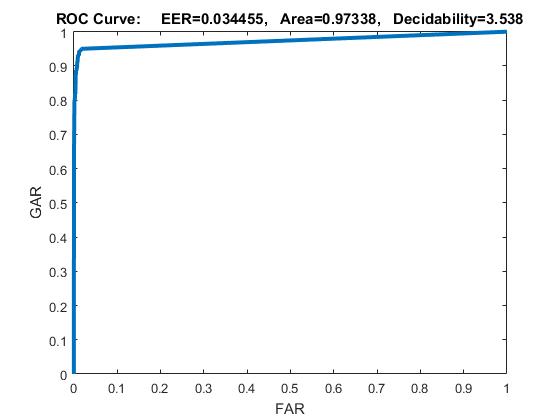 ROC Curve: EER=0.034455, Area=0.97338, Decidability=3.538
1
0.9
0.8
0.7
0.6
0.5
0.4
0.3
0.2
0.1
0
GAR
0 0.1 0.2 0.3 0.4 0.5 0.6 0.7 0.8 0.9 1
FAR